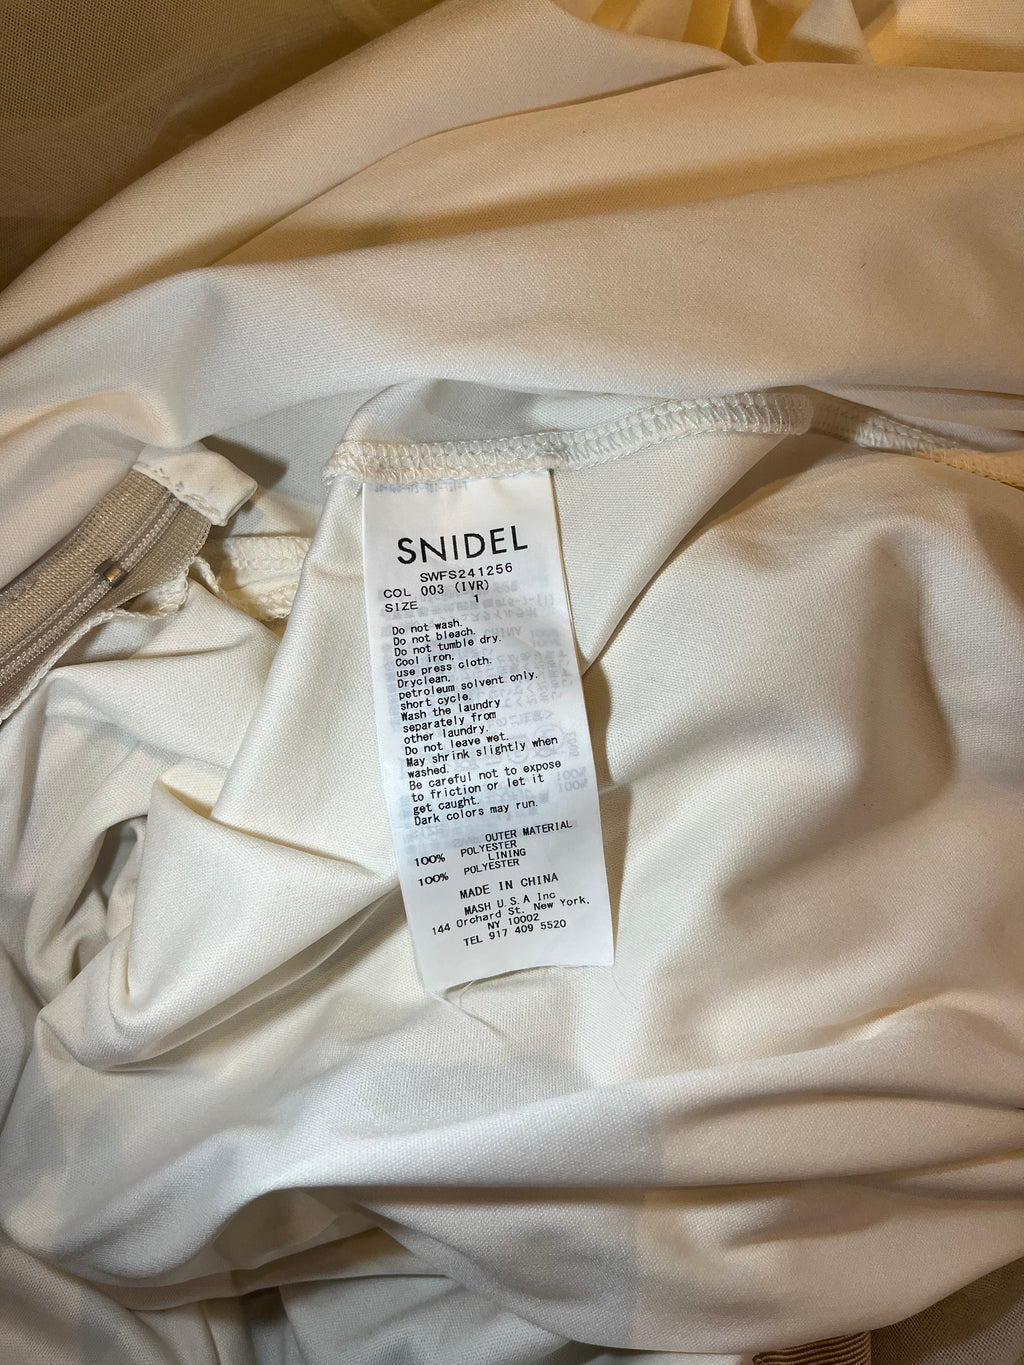 SNIDEL
SWFS241256
COL 003 (IVR)
SIZE 1
Do not wash.
Do not bleach.
Do not tumble dry.
Cool iron.
use press cloth.
Dryclean.
petroleum solvent only.
short cycle.
Wash the laundry
separately from
other laundry.
Do not leave wet.
May shrink slightly when
washed.
Be careful not to expose
to friction or let it
get caught.
Dark colors may run.
OUTER MATERIAL
100% POLYESTER
LINING
100% POLYESTER
MADE IN CHINA
MASH U.S.A Inc
144 Orchard St. New York,
NY 10002
TEL 917 409 5520